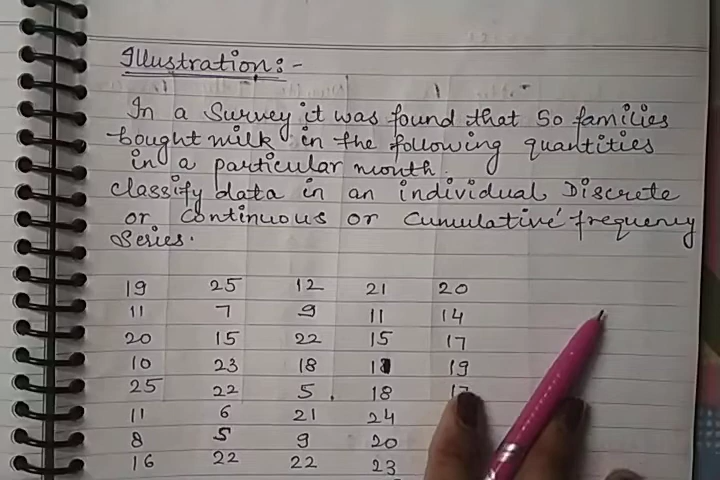 Illustration:-
In a Survey it was found that 50 families
bought milk in the following quantities
in a particular month.
classify data in an individual Discrete
or continuous or Cumulative frequency
Series.
19 25 12 21 20
11 7 9 11 14
20 15 22 15 17
10 23 18 18 19
25 22 5 18
11 6 21 24
8 5 9 20
16 22 22 23